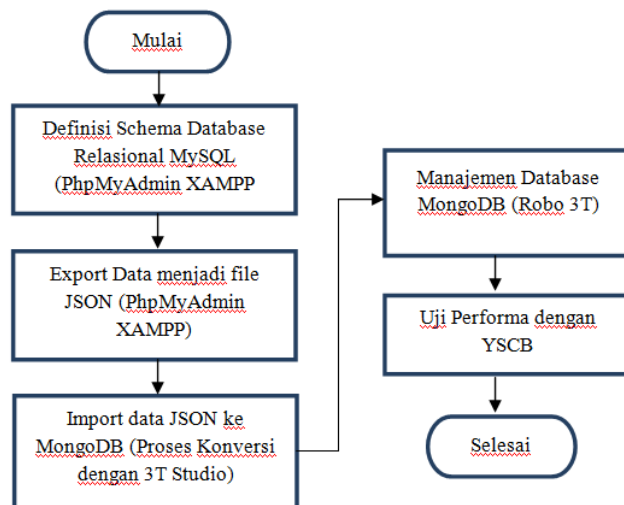 Mulai
Definisi Schema Database
Relasional MySQL
(PhpMyAdmin XAMPP
Export Data menjadi file
JSON (PhpMyAdmin
XAMPP)
Import data JSON ke
MongoDB (Proses Konversi
dengan 3T Studio)
Manajemen Database
MongoDB (Robo 3T)
Uji Performa dengan
YSCB
Selesai